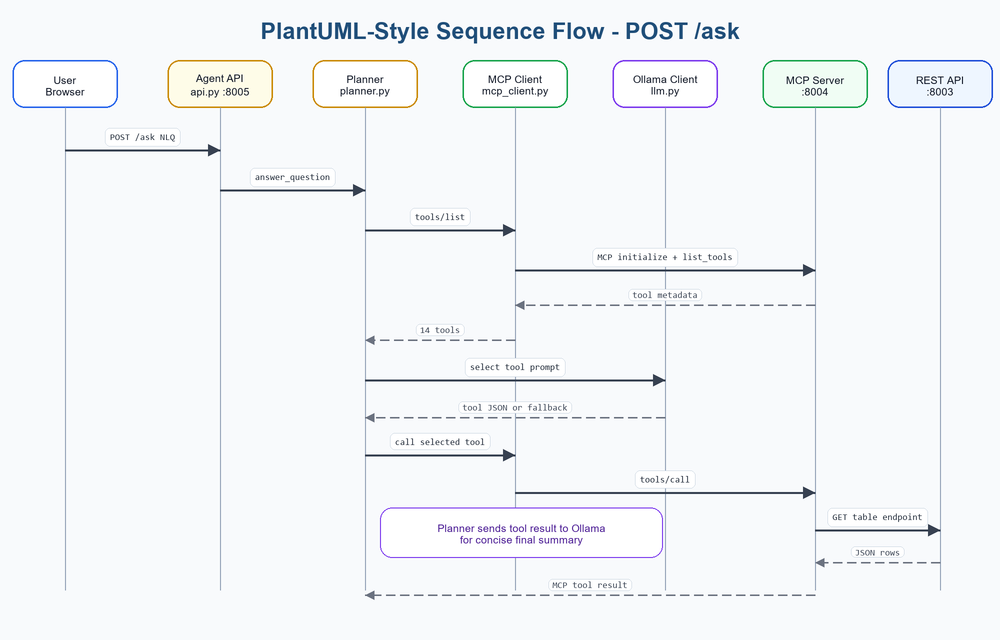 PlantUML-Style Sequence Flow - POST /ask
User
Browser
Agent API
api.py :8005
Planner
planner.py
MCP Client
mcp_client.py
Ollama Client
llm.py
MCP Server
:8004
REST API
:8003
POST /ask NLQ
answer_question
tools/list
MCP initialize + list_tools
tool metadata
14 tools
select tool prompt
tool JSON or fallback
call selected tool
tools/call
GET table endpoint
Planner sends tool result to Ollama
for concise final summary
JSON rows
MCP tool result